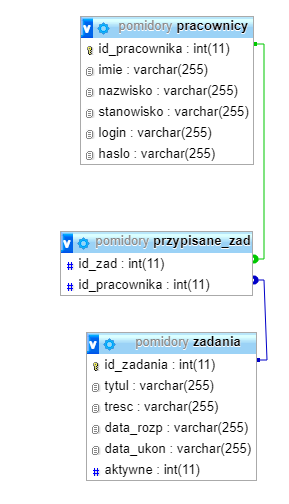 pomidory pracownicy
id_pracownika : int(11)
imie : varchar(255)
nazwisko : varchar(255)
stanowisko : varchar(255)
login : varchar(255)
haslo : varchar(255)
pomidory przypisane_zad
# id_zad : int(11)
# id_pracownika : int(11)
pomidory zadania
id_zadania : int(11)
tytul : varchar(255)
tresc : varchar(255)
data_rozp : varchar(255)
data_ukon : varchar(255)
# aktywne : int(11)